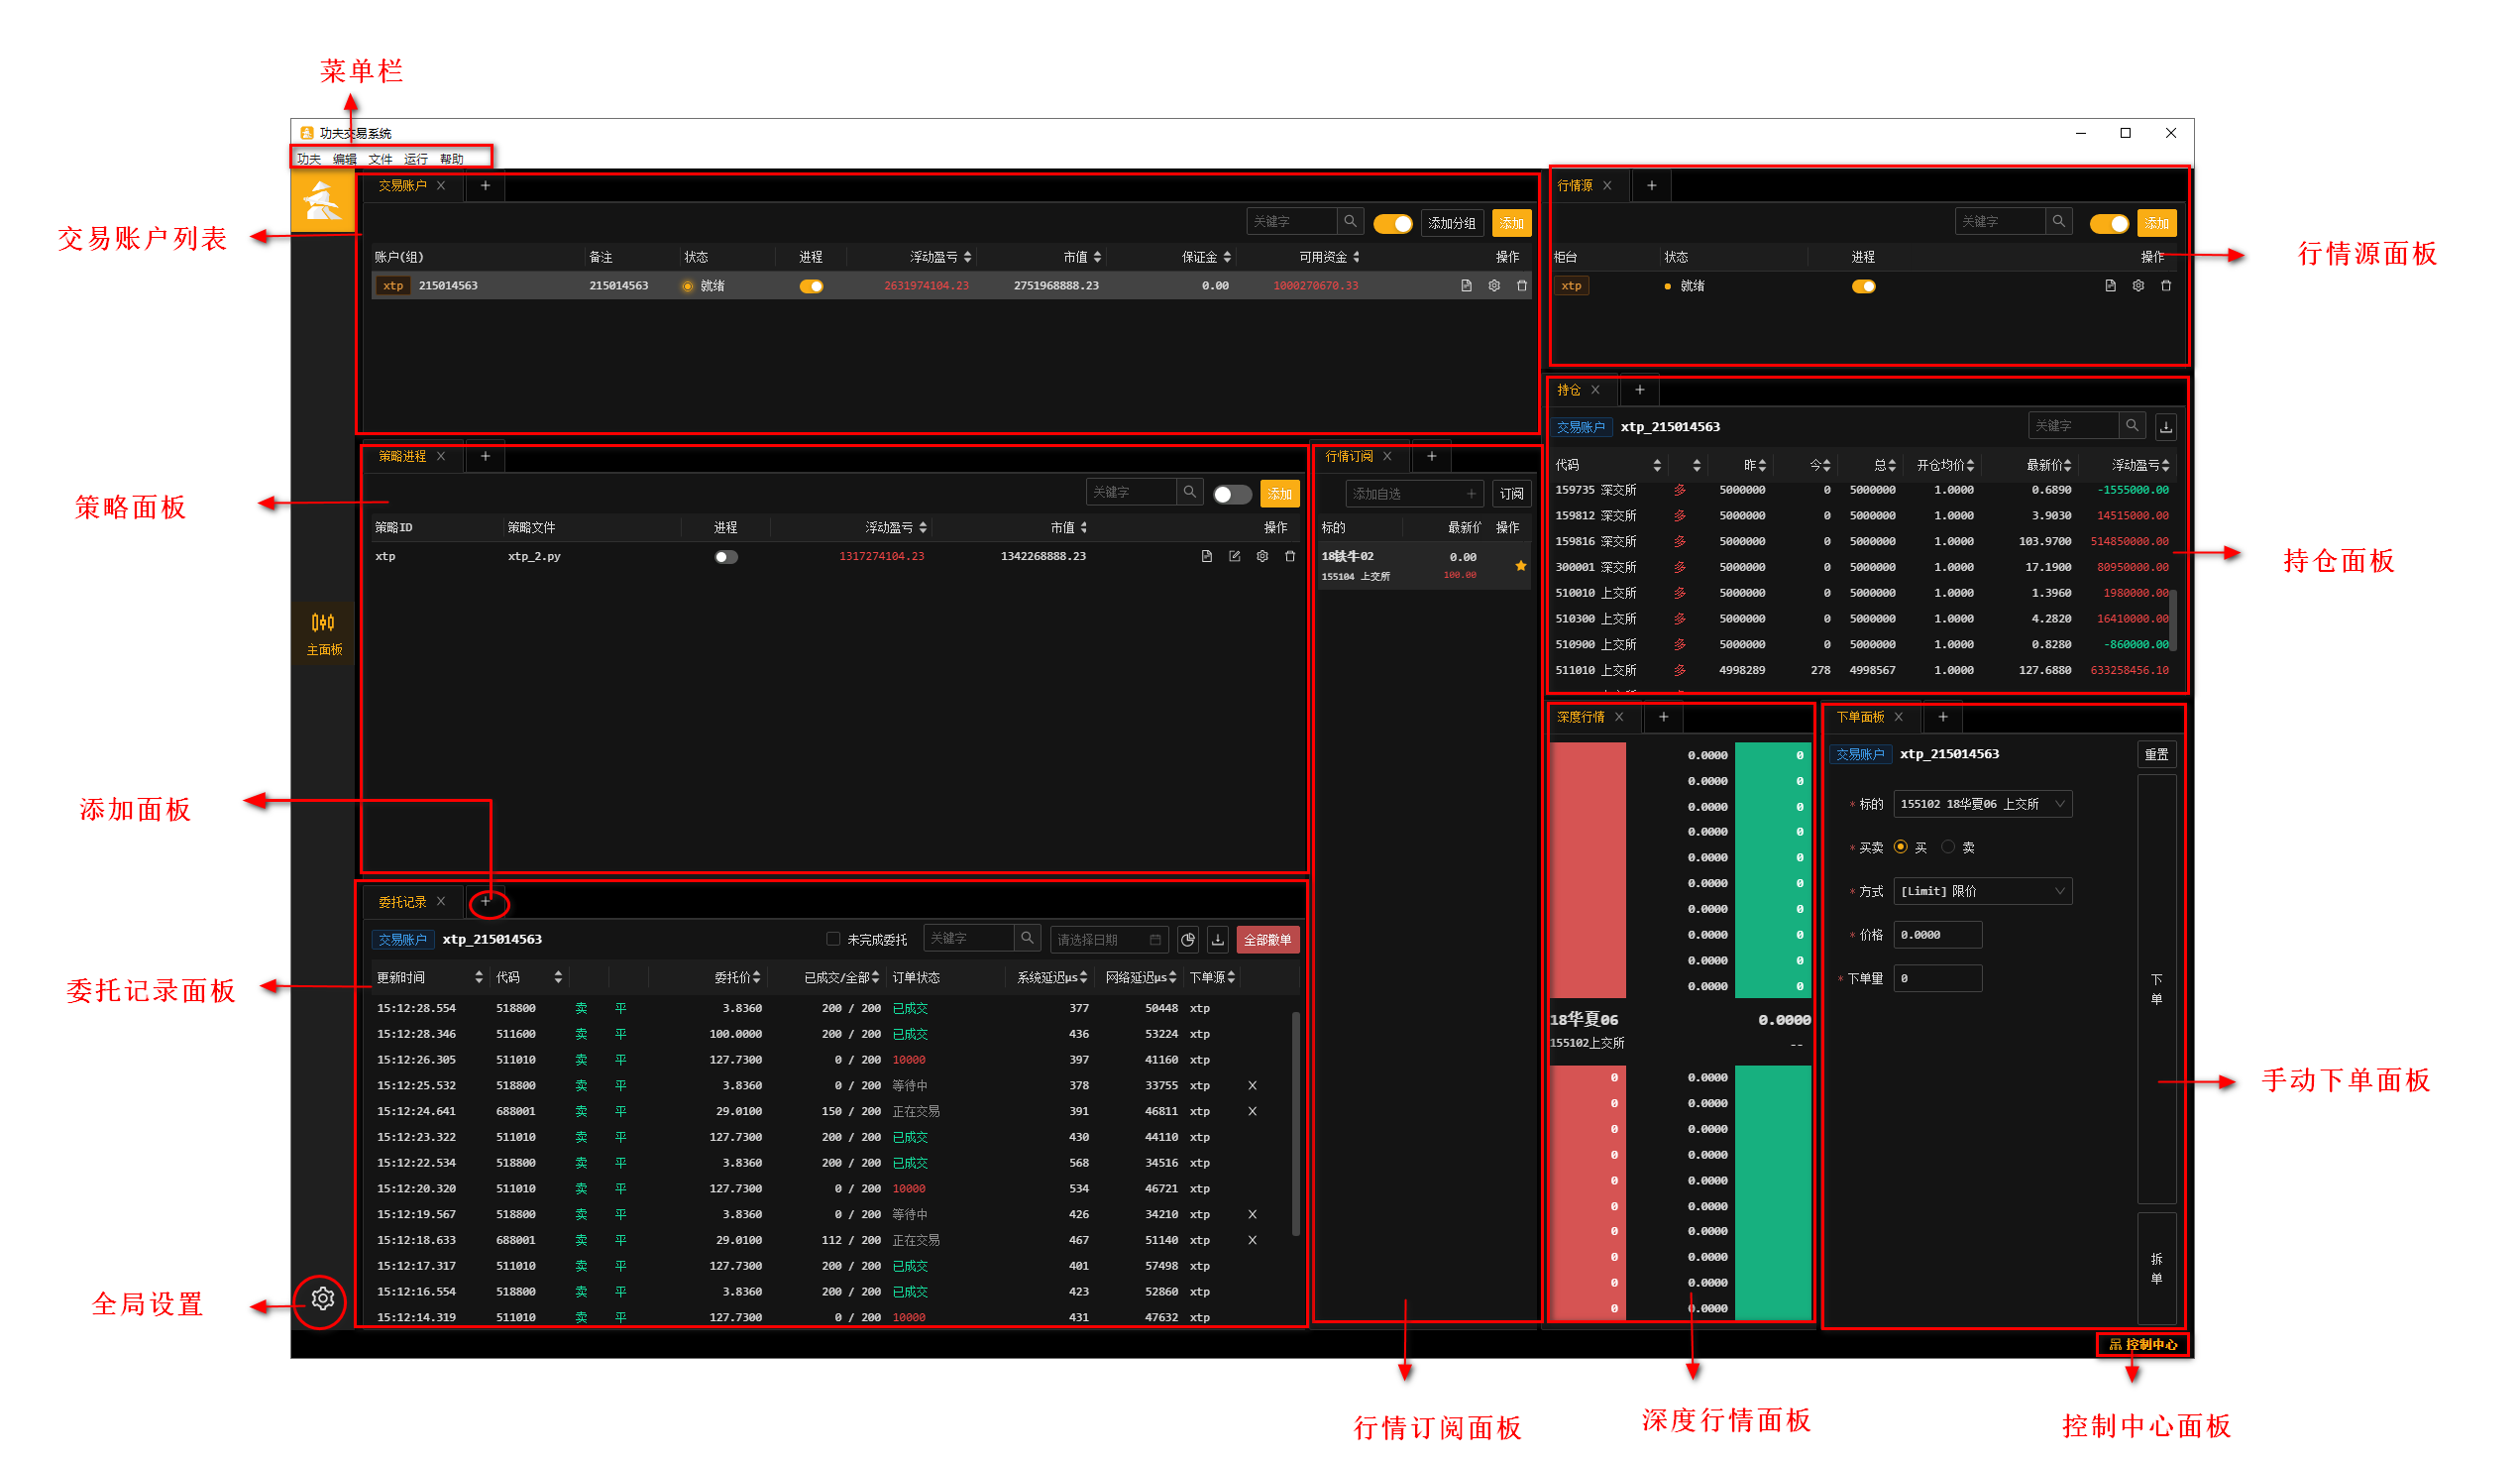 菜单栏
功夫交易系统
功夫 编辑 文件 运行 帮助
交易账户列表
交易账户
关键字 添加分组 添加
账户(组) 备注 状态 进程 浮动盈亏 市值 保证金 可用资金 操作
xtp 215014563 215014563 就绪 2631974104.23 2751968888.23 0.00 1000270670.33
行情源
关键字 添加
柜台 状态 进程 操作
xtp 就绪
行情源面板
策略面板
主面板
策略进程
关键字 添加
策略ID 策略文件 进程 浮动盈亏 市值 操作
xtp xtp_2.py 1317274104.23 1342268888.23
行情订阅
添加自选 + 订阅
标的 最新价 操作
18铁牛02 0.00
155104 上交所 100.00
持仓
交易账户 xtp_215014563 关键字
代码 昨 今 总 开仓均价 最新价 浮动盈亏
159735 深交所 多 5000000 0 5000000 1.0000 0.6890 -1555000.00
159812 深交所 多 5000000 0 5000000 1.0000 3.9030 14515000.00
159816 深交所 多 5000000 0 5000000 1.0000 103.9700 514850000.00
300001 深交所 多 5000000 0 5000000 1.0000 17.1900 80950000.00
510010 上交所 多 5000000 0 5000000 1.0000 1.3960 1980000.00
510300 上交所 多 5000000 0 5000000 1.0000 4.2820 16410000.00
510900 上交所 多 5000000 0 5000000 1.0000 0.8280 -860000.00
511010 上交所 多 4998289 278 4998567 1.0000 127.6880 633258456.10
持仓面板
添加面板
委托记录面板
全局设置
委托记录
交易账户 xtp_215014563 未完成委托 关键字 请选择日期 全部撤单
更新时间 代码 委托价 已成交/全部 订单状态 系统延迟μs 网络延迟μs 下单源
15:12:28.554 518800 卖 平 3.8360 200 / 200 已成交 377 50448 xtp
15:12:28.346 511600 卖 平 100.0000 200 / 200 已成交 436 53224 xtp
15:12:26.305 511010 卖 平 127.7300 0 / 200 10000 397 41160 xtp
15:12:25.532 518800 卖 平 3.8360 0 / 200 等待中 378 33755 xtp
15:12:24.641 688001 卖 平 29.0100 150 / 200 正在交易 391 46811 xtp
15:12:23.322 511010 卖 平 127.7300 200 / 200 已成交 430 44110 xtp
15:12:22.534 518800 卖 平 3.8360 200 / 200 已成交 568 34516 xtp
15:12:20.320 511010 卖 平 127.7300 0 / 200 10000 534 46721 xtp
15:12:19.567 518800 卖 平 3.8360 0 / 200 等待中 426 34210 xtp
15:12:18.633 688001 卖 平 29.0100 112 / 200 正在交易 467 51140 xtp
15:12:17.317 511010 卖 平 127.7300 200 / 200 已成交 401 57498 xtp
15:12:16.554 518800 卖 平 3.8360 200 / 200 已成交 423 52860 xtp
15:12:14.319 511010 卖 平 127.7300 0 / 200 10000 431 47632 xtp
深度行情
0.0000 0
0.0000 0
0.0000 0
0.0000 0
0.0000 0
0.0000 0
0.0000 0
0.0000 0
0.0000 0
0.0000 0
18华夏06 0.0000
155102上交所 --
0 0.0000
0 0.0000
0 0.0000
0 0.0000
0 0.0000
0 0.0000
0 0.0000
0 0.0000
0 0.0000
0 0.0000
下单面板
交易账户 xtp_215014563 重置
* 标的 155102 18华夏06 上交所
* 买卖 买 卖
* 方式 [Limit] 限价
* 价格 0.0000
* 下单量 0
下单
拆单
手动下单面板
控制中心
行情订阅面板
深度行情面板
控制中心面板